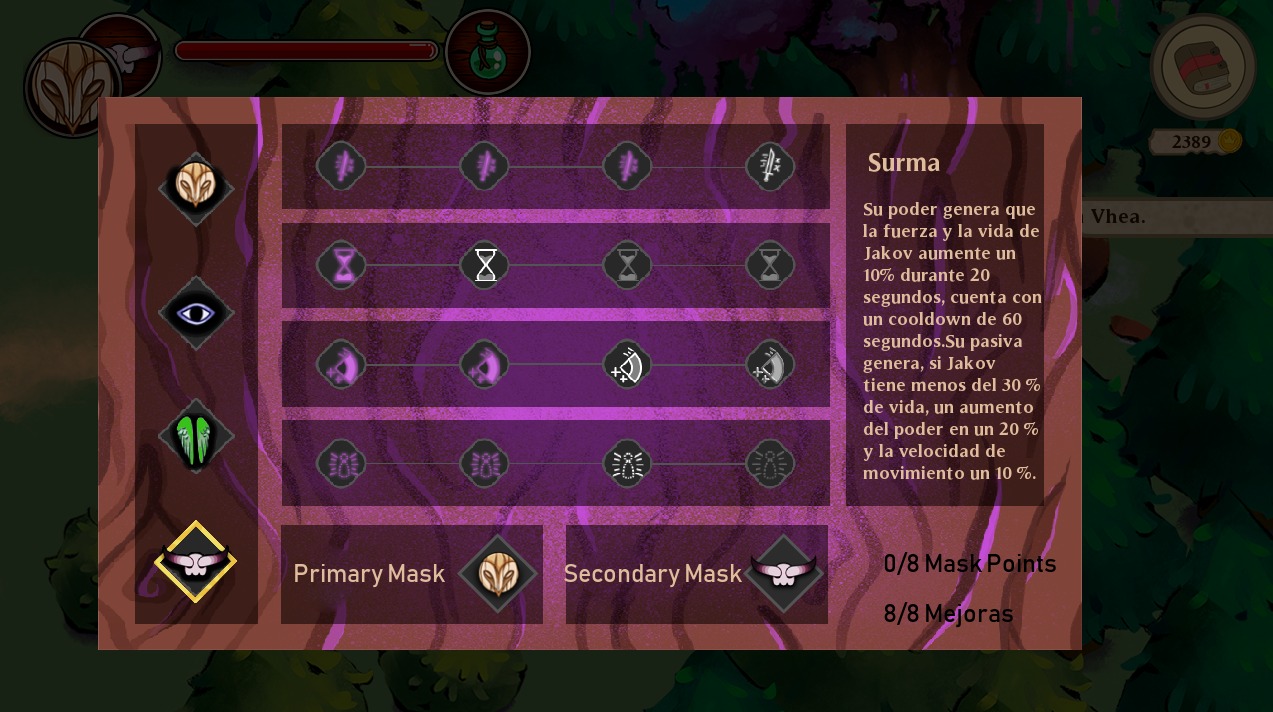 2389
Surma
Su poder genera que
la fuerza y la vida de
Jakov aumente un
10% durante 20
segundos, cuenta con
un cooldown de 60
segundos.Su pasiva
genera, si Jakov
tiene menos del 30 %
de vida, un aumento
del poder en un 20 %
y la velocidad de
movimiento un 10 %.
Vhea.
Primary Mask
Secondary Mask
0/8 Mask Points
8/8 Mejoras